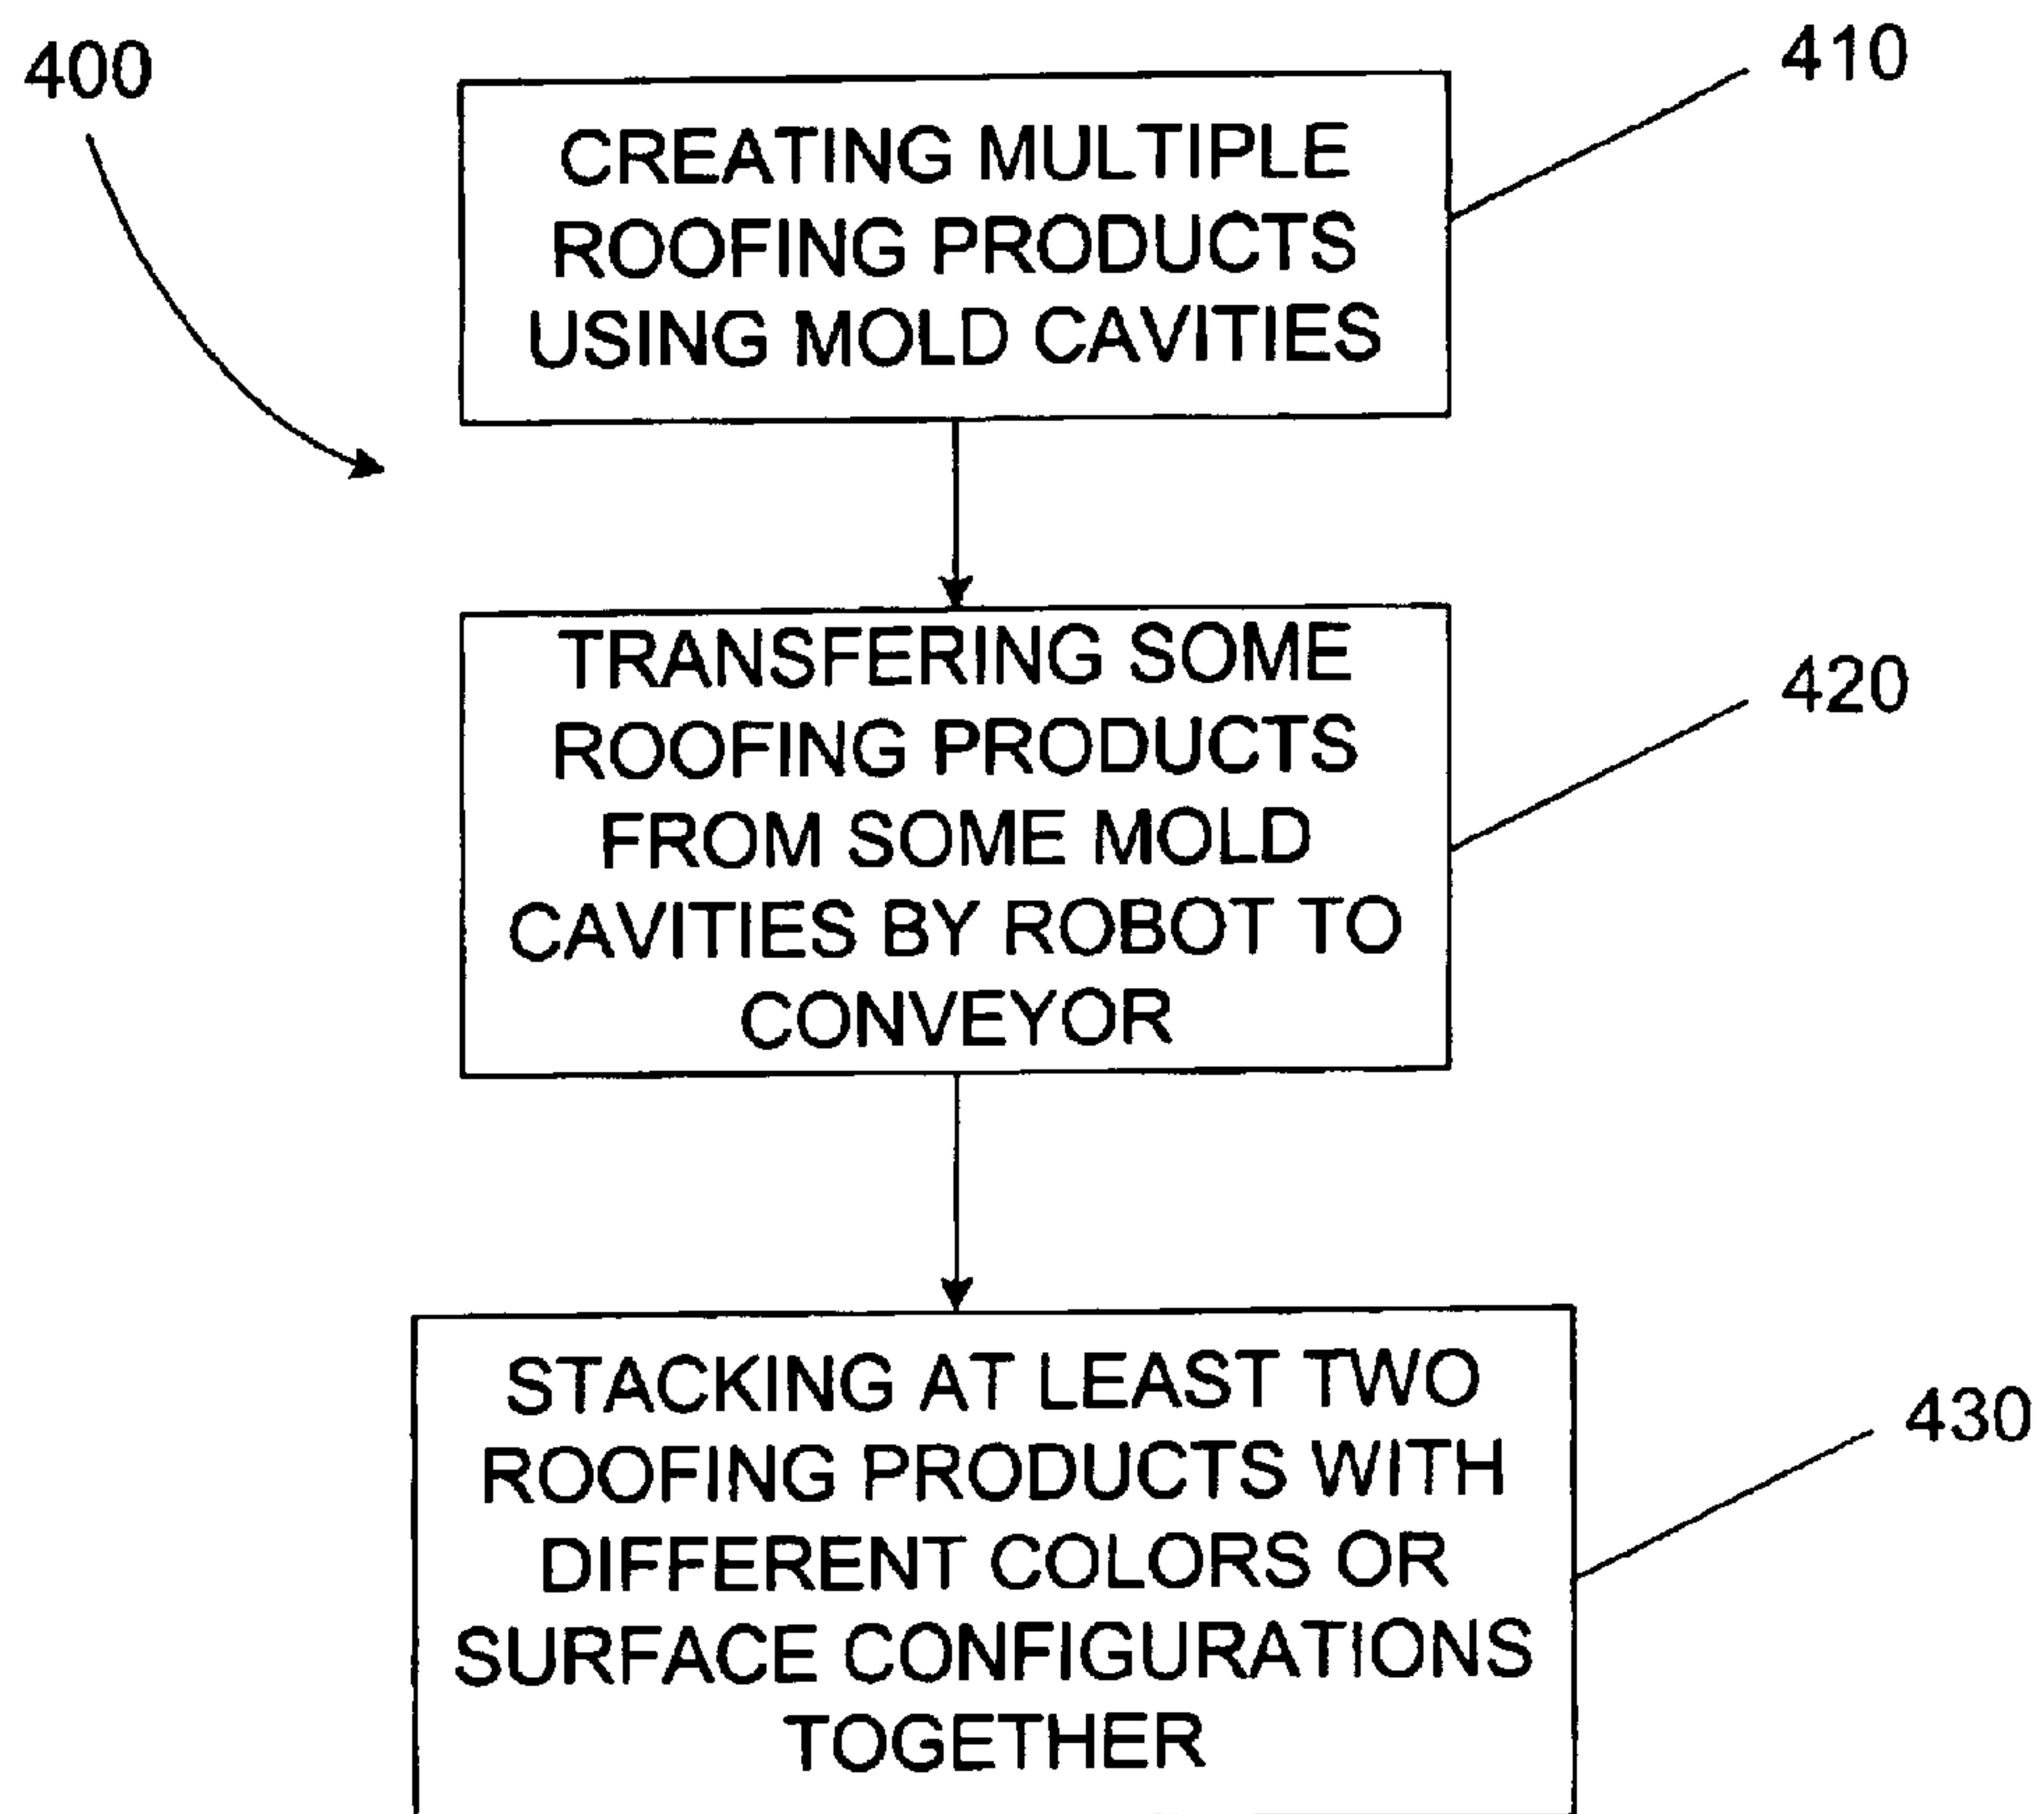 400
410
CREATING MULTIPLE
ROOFING PRODUCTS
USING MOLD CAVITIES
420
TRANSFERING SOME
ROOFING PRODUCTS
FROM SOME MOLD
CAVITIES BY ROBOT TO
CONVEYOR
430
STACKING AT LEAST TWO
ROOFING PRODUCTS WITH
DIFFERENT COLORS OR
SURFACE CONFIGURATIONS
TOGETHER